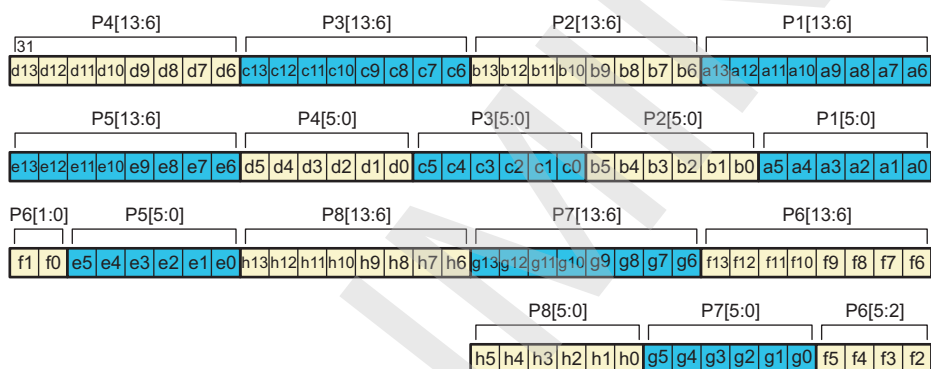 P4[13:6] P3[13:6] P2[13:6] P1[13:6]
31
d13 d12 d11 d10 d9 d8 d7 d6 c13 c12 c11 c10 c9 c8 c7 c6 b13 b12 b11 b10 b9 b8 b7 b6 a13 a12 a11 a10 a9 a8 a7 a6
P5[13:6] P4[5:0] P3[5:0] P2[5:0] P1[5:0]
e13 e12 e11 e10 e9 e8 e7 e6 d5 d4 d3 d2 d1 d0 c5 c4 c3 c2 c1 c0 b5 b4 b3 b2 b1 b0 a5 a4 a3 a2 a1 a0
P6[1:0] P5[5:0] P8[13:6] P7[13:6] P6[13:6]
f1 f0 e5 e4 e3 e2 e1 e0 h13 h12 h11 h10 h9 h8 h7 h6 g13 g12 g11 g10 g9 g8 g7 g6 f13 f12 f11 f10 f9 f8 f7 f6
P8[5:0] P7[5:0] P6[5:2]
h5 h4 h3 h2 h1 h0 g5 g4 g3 g2 g1 g0 f5 f4 f3 f2